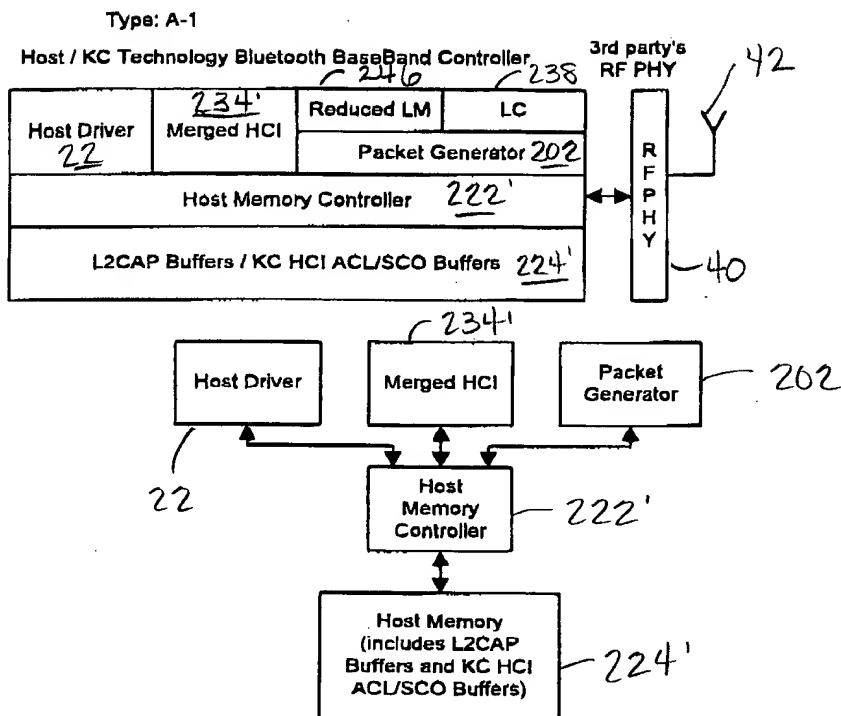 Type: A-1
Host / KC Technology Bluetooth BaseBand Controller
3rd party's
RF PHY
42
246
238
Host Driver
22
234'
Merged HCI
Reduced LM
LC
Packet Generator 202
Host Memory Controller 222'
L2CAP Buffers / KC HCI ACL/SCO Buffers 224'
R
F
P
H
Y
40
234'
Host Driver
Merged HCI
Packet
Generator
202
22
Host
Memory
Controller
222'
Host Memory
(includes L2CAP
Buffers and KC HCI
ACL/SCO Buffers)
224'